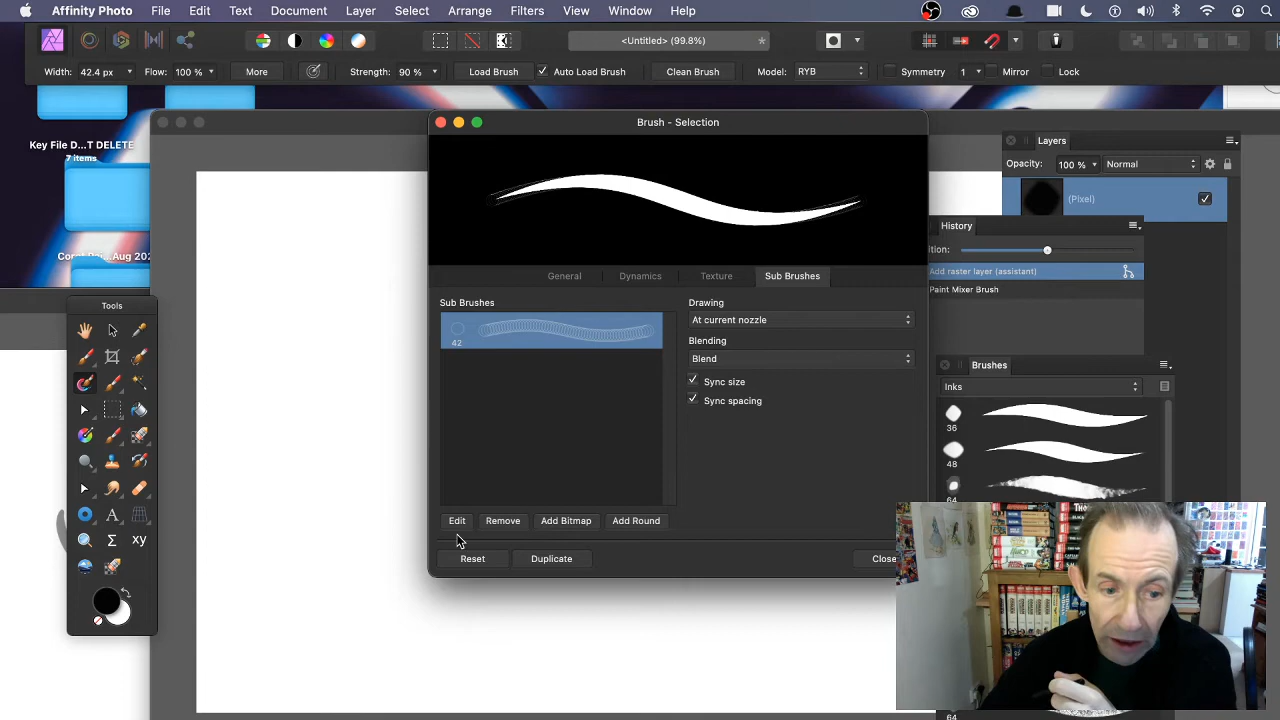 Affinity Photo File Edit Text Document Layer Select Arrange Filters View Window Help
<Untitled> (99.8%) *
Width: 42.4 px Flow: 100 % More Strength: 90 % Load Brush Auto Load Brush Clean Brush Model: RYB Symmetry 1 Mirror Lock
Key File D...T DELETE
7 items
Brush - Selection
General Dynamics Texture Sub Brushes
Sub Brushes
42
Edit Remove Add Bitmap Add Round
Reset Duplicate Close
Drawing
At current nozzle
Blending
Blend
Sync size
Sync spacing
Tools
A
xy
Layers
Opacity: 100 % Normal
(Pixel)
History
ition:
Add raster layer (assistant)
Paint Mixer Brush
Brushes
Inks
36
48
64
64